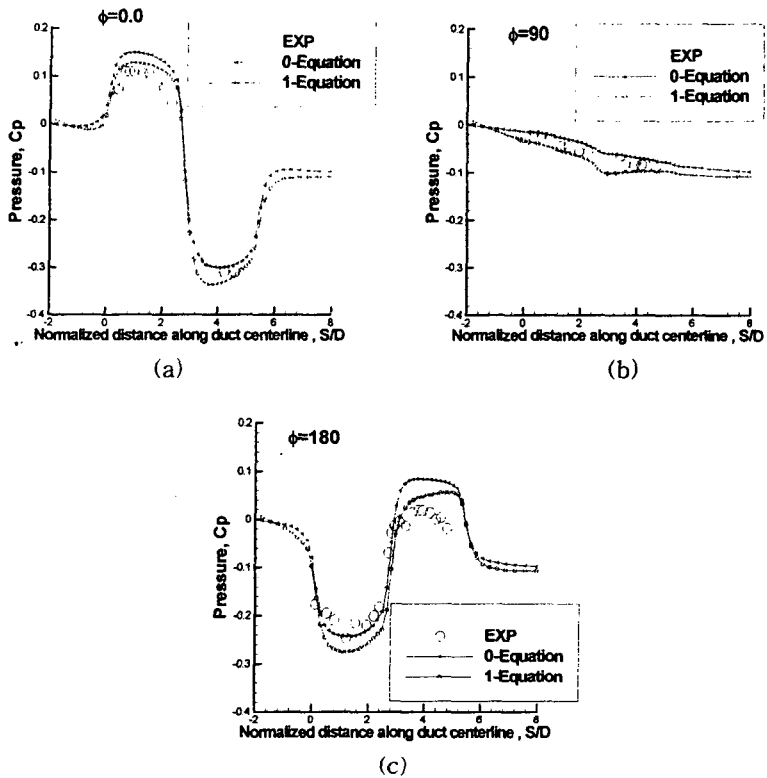 ϕ=0.0
EXP
0-Equation
1-Equation
Pressure, Cp
0.2
0.1
0
-0.1
-0.2
-0.3
-0.4
-2
0
2
4
6
8
Normalized distance along duct centerline , S/D
(a)
ϕ=90
EXP
0-Equation
1-Equation
Pressure, Cp
0.2
0.1
0
-0.1
-0.2
-0.3
-0.4
-2
0
2
4
6
8
Normalized distance along duct centerline , S/D
(b)
ϕ=180
EXP
0-Equation
1-Equation
Pressure, Cp
0.2
0.1
0
-0.1
-0.2
-0.3
-0.4
-2
0
2
4
6
8
Normalized distance along duct centerline , S/D
(c)